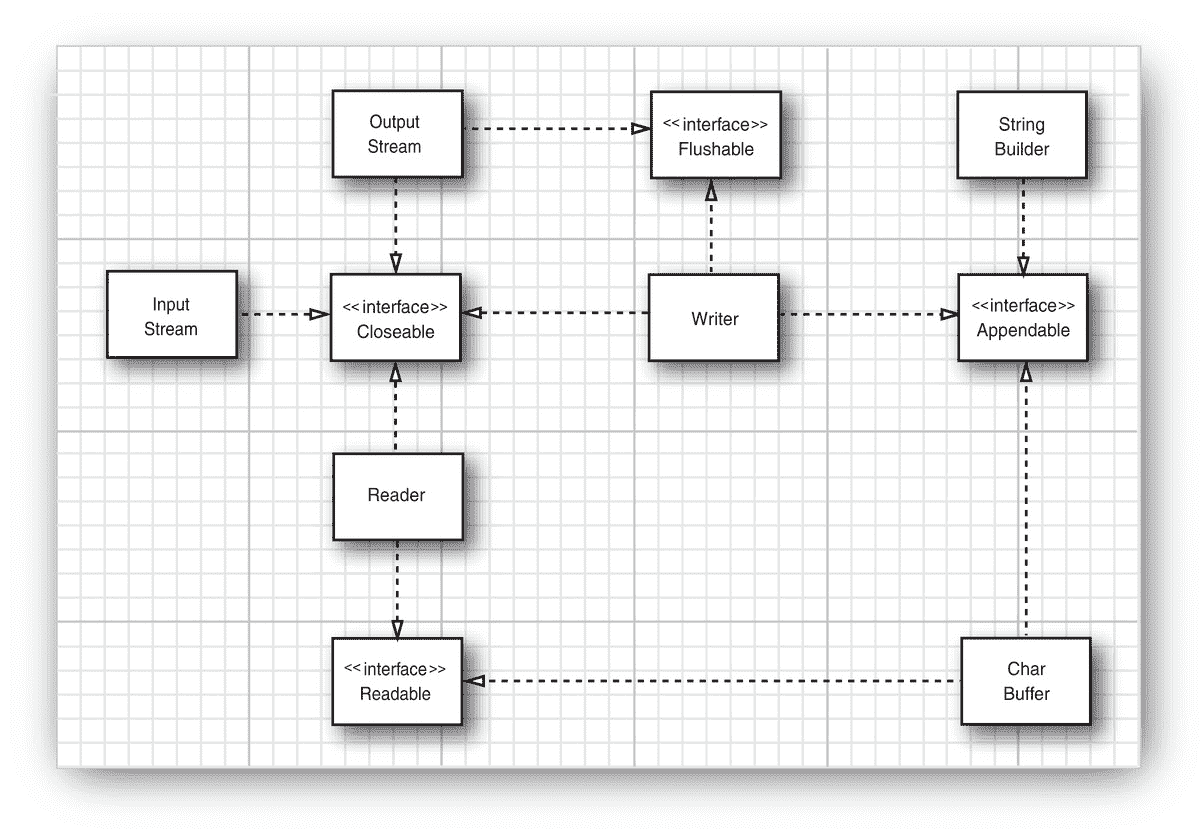 Output
Stream
<<interface>>
Flushable
String
Builder
Input
Stream
<<interface>>
Closeable
Writer
<<interface>>
Appendable
Reader
<<interface>>
Readable
Char
Buffer